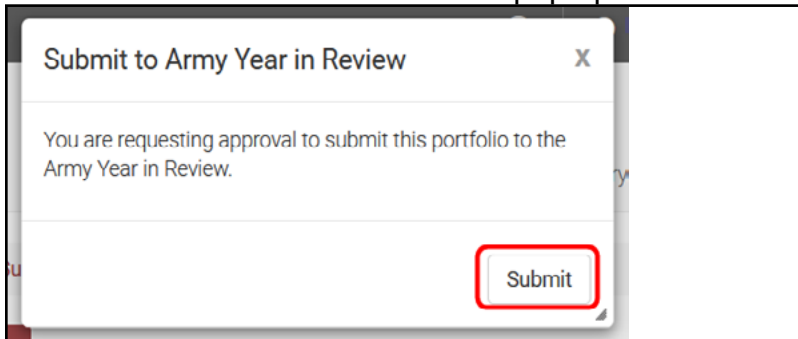 Submit to Army Year in Review X
You are requesting approval to submit this portfolio to the
Army Year in Review.
Submit